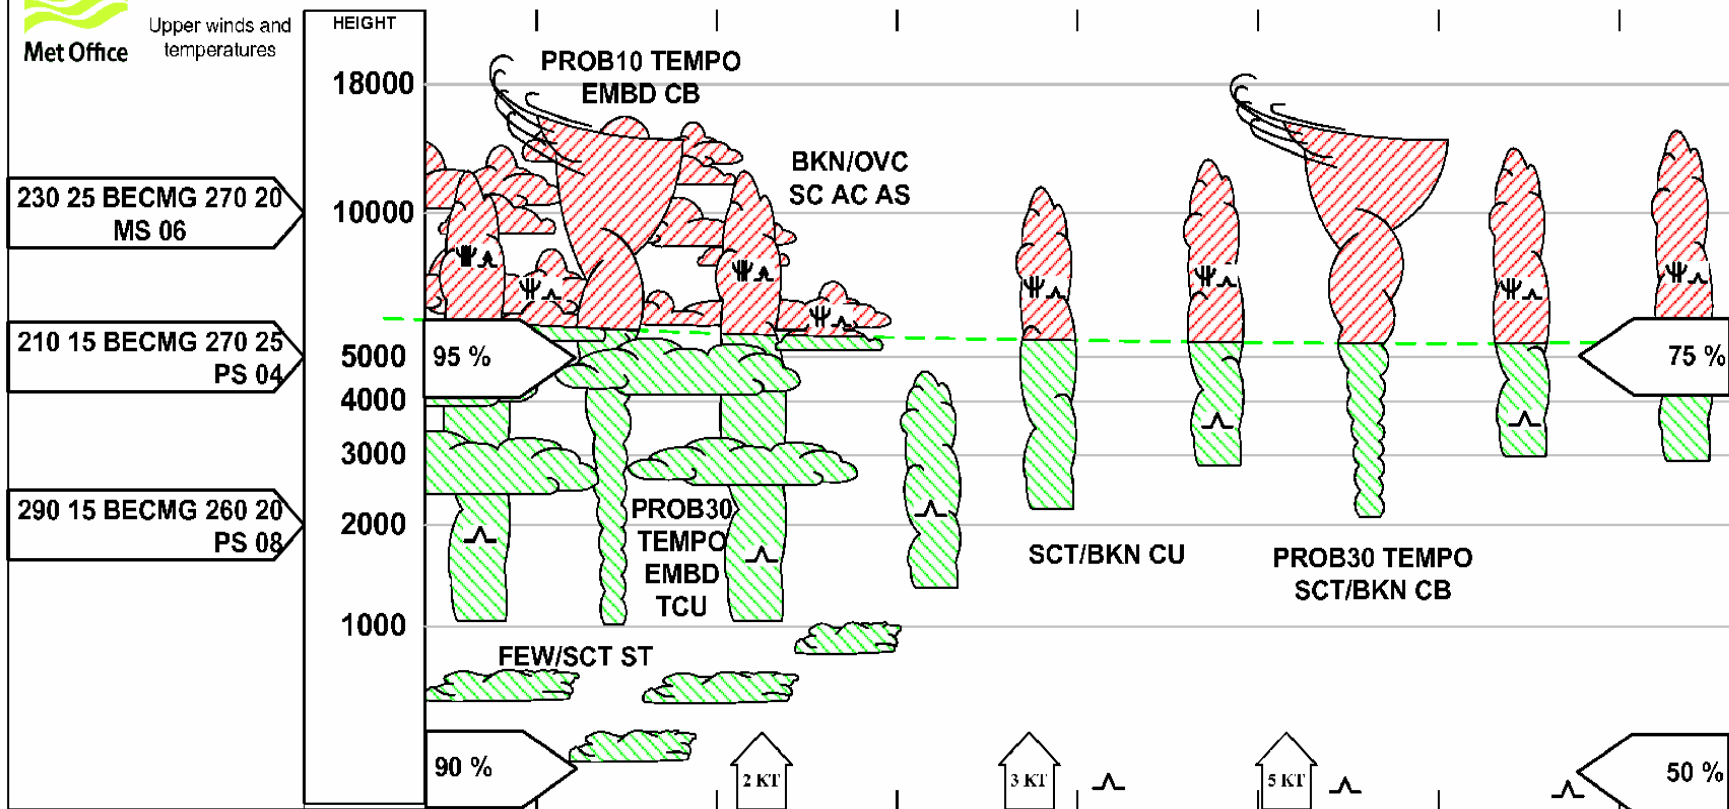 Met Office
Upper winds and
temperatures
HEIGHT
18000
10000
5000
4000
3000
2000
1000
230 25 BECMG 270 20
MS 06
210 15 BECMG 270 25
PS 04
290 15 BECMG 260 20
PS 08
PROB10 TEMPO
EMBD CB
BKN/OVC
SC AC AS
95 %
75 %
PROB30
TEMPO
EMBD
TCU
SCT/BKN CU
PROB30 TEMPO
SCT/BKN CB
FEW/SCT ST
90 %
2 KT
3 KT
5 KT
50 %